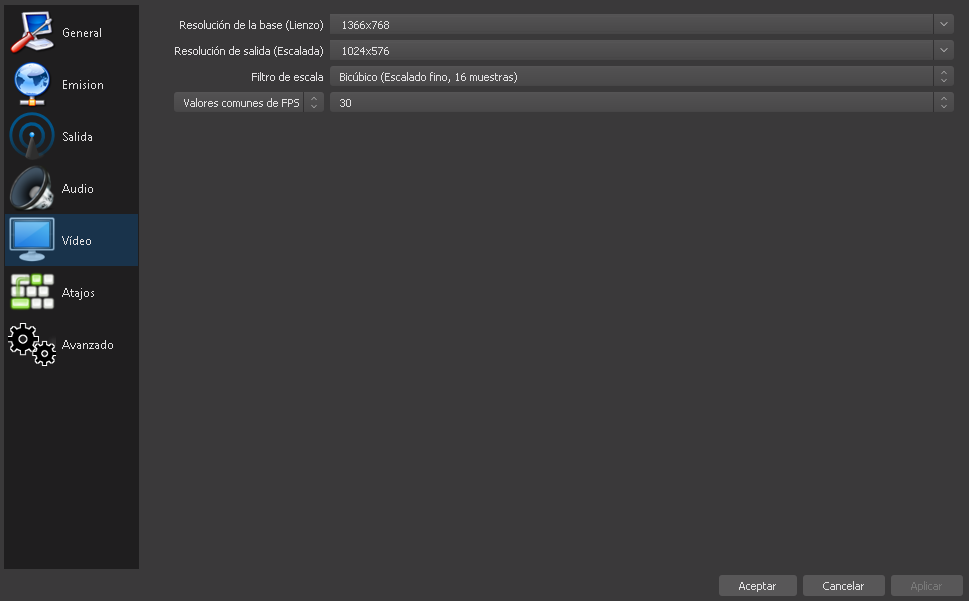 General
Emision
Salida
Audio
Vídeo
Atajos
Avanzado
Resolución de la base (Lienzo) 1366x768
Resolución de salida (Escalada) 1024x576
Filtro de escala Bicúbico (Escalado fino, 16 muestras)
Valores comunes de FPS 30
Aceptar Cancelar Aplicar